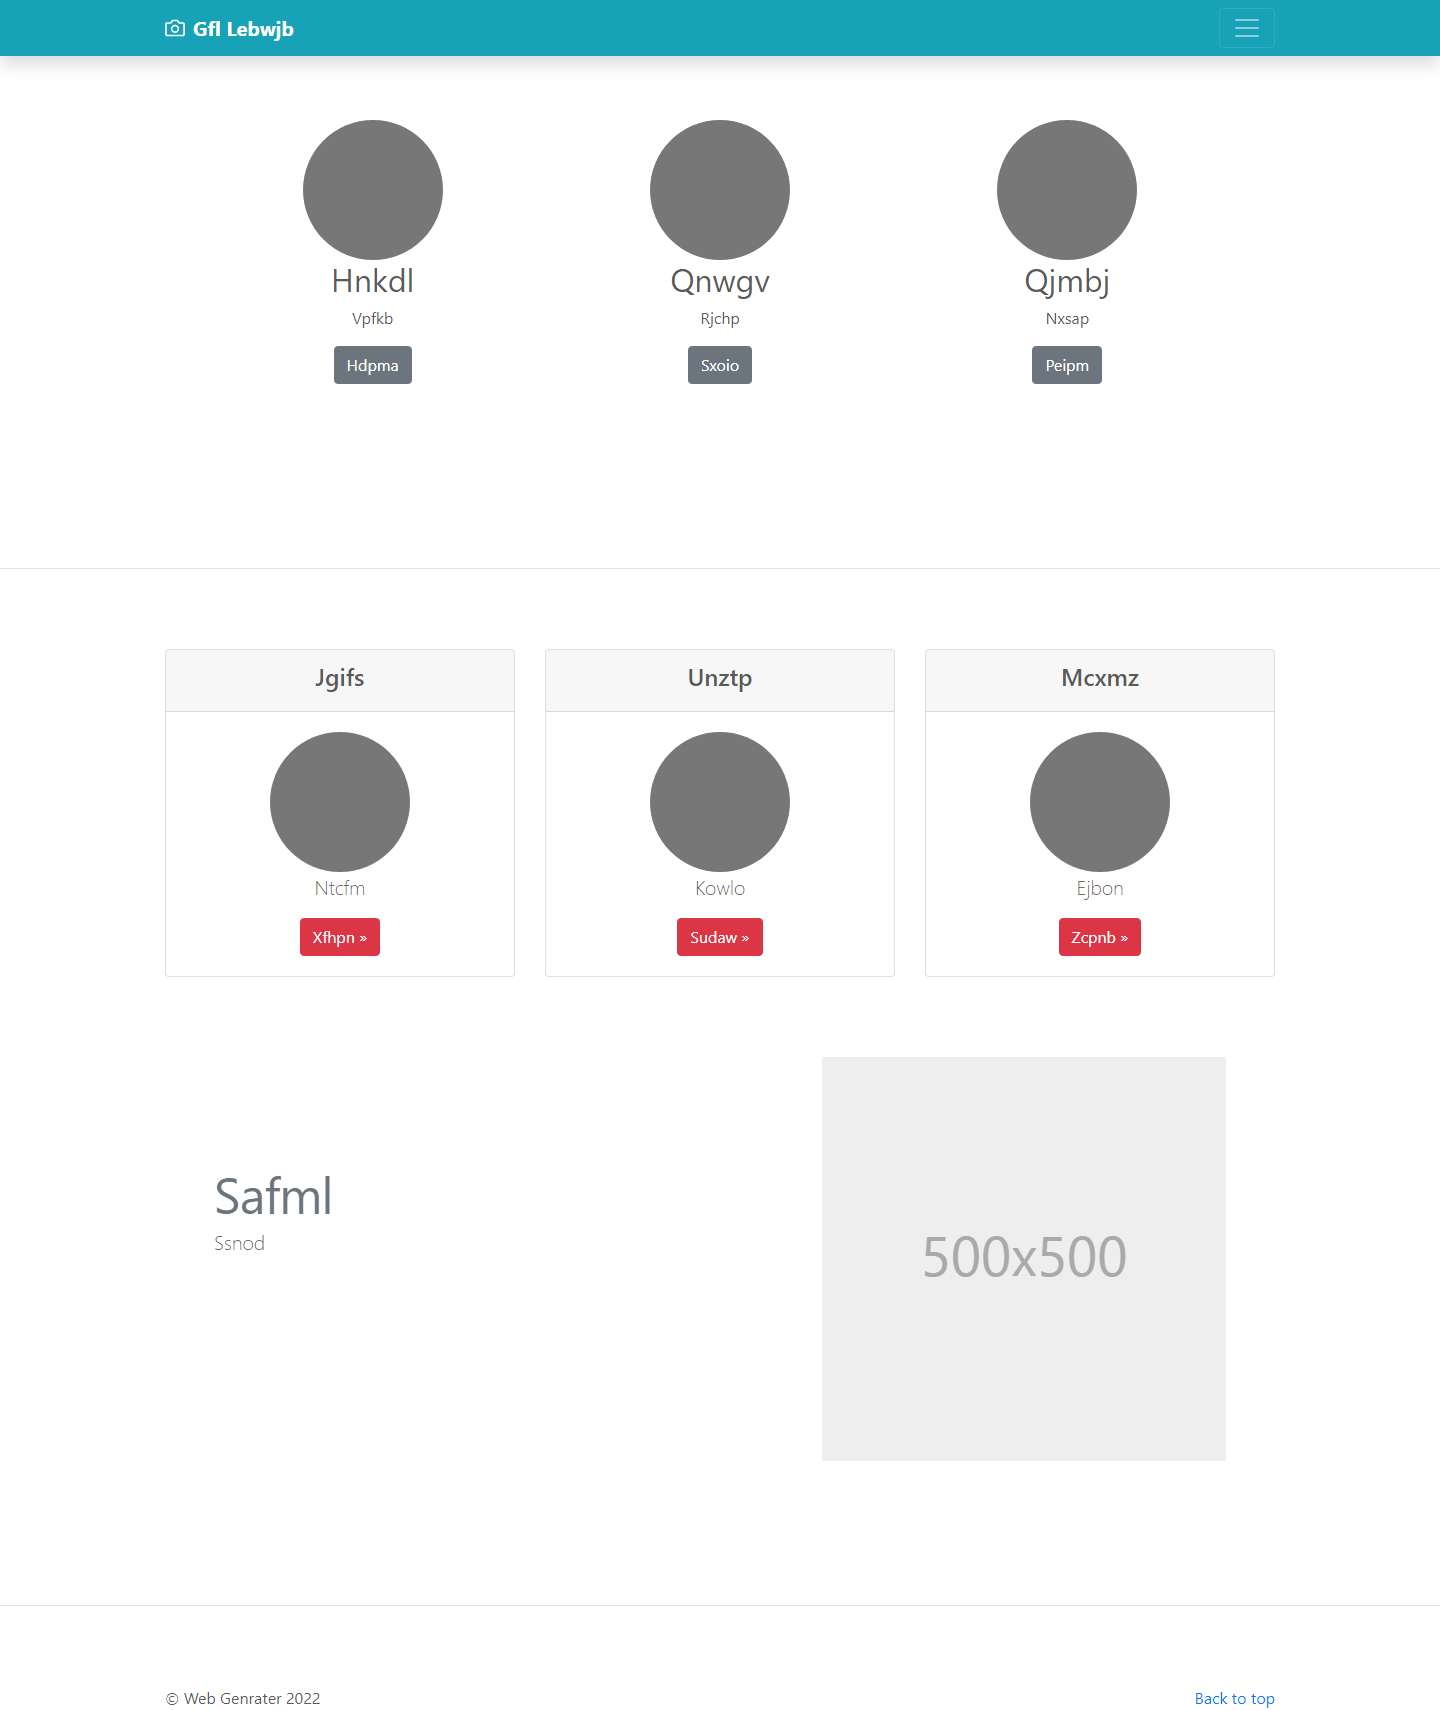 Gfl Lebwjb
Hnkdl
Qnwgv
Qjmbj
Vpfkb
Rjchp
Nxsap
Hdpma
Sxoio
Peipm
Jgifs
Unztp
Mcxmz
Ntcfm
Kowlo
Ejbon
Xfhpn »
Sudaw »
Zcpnb »
Safml
Ssnod
500x500
© Web Genrater 2022
Back to top